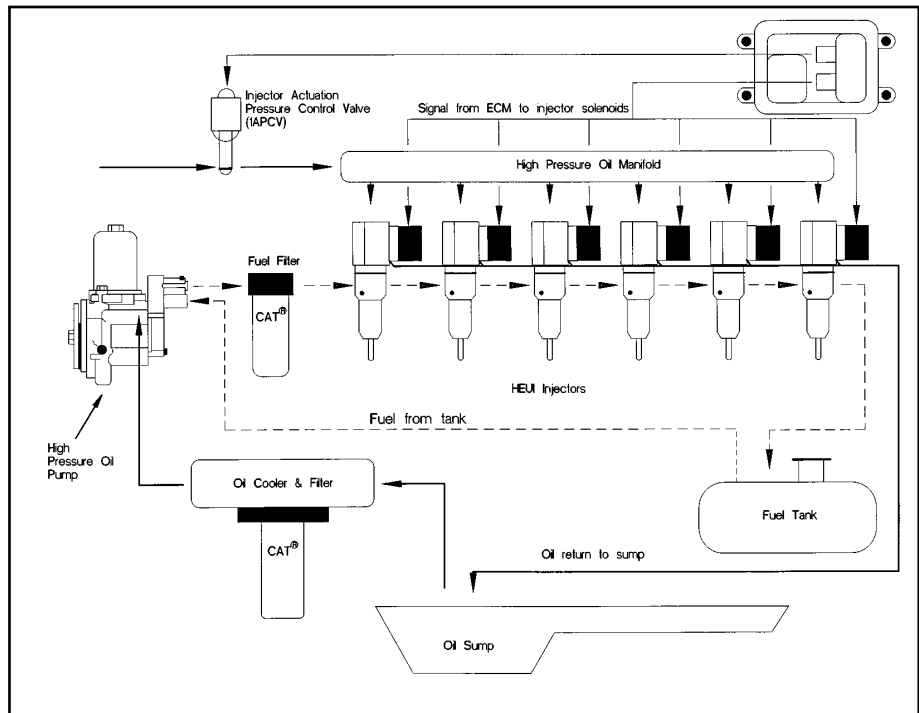 Injector Actuation
Pressure Control Valve
(1APCV)
Signal from ECM to injector solenoids
High Pressure Oil Manifold
Fuel Filter
CAT®
HEUI Injectors
Fuel from tank
High
Pressure Oil
Pump
Oil Cooler & Filter
CAT®
Fuel Tank
Oil return to sump
Oil Sump